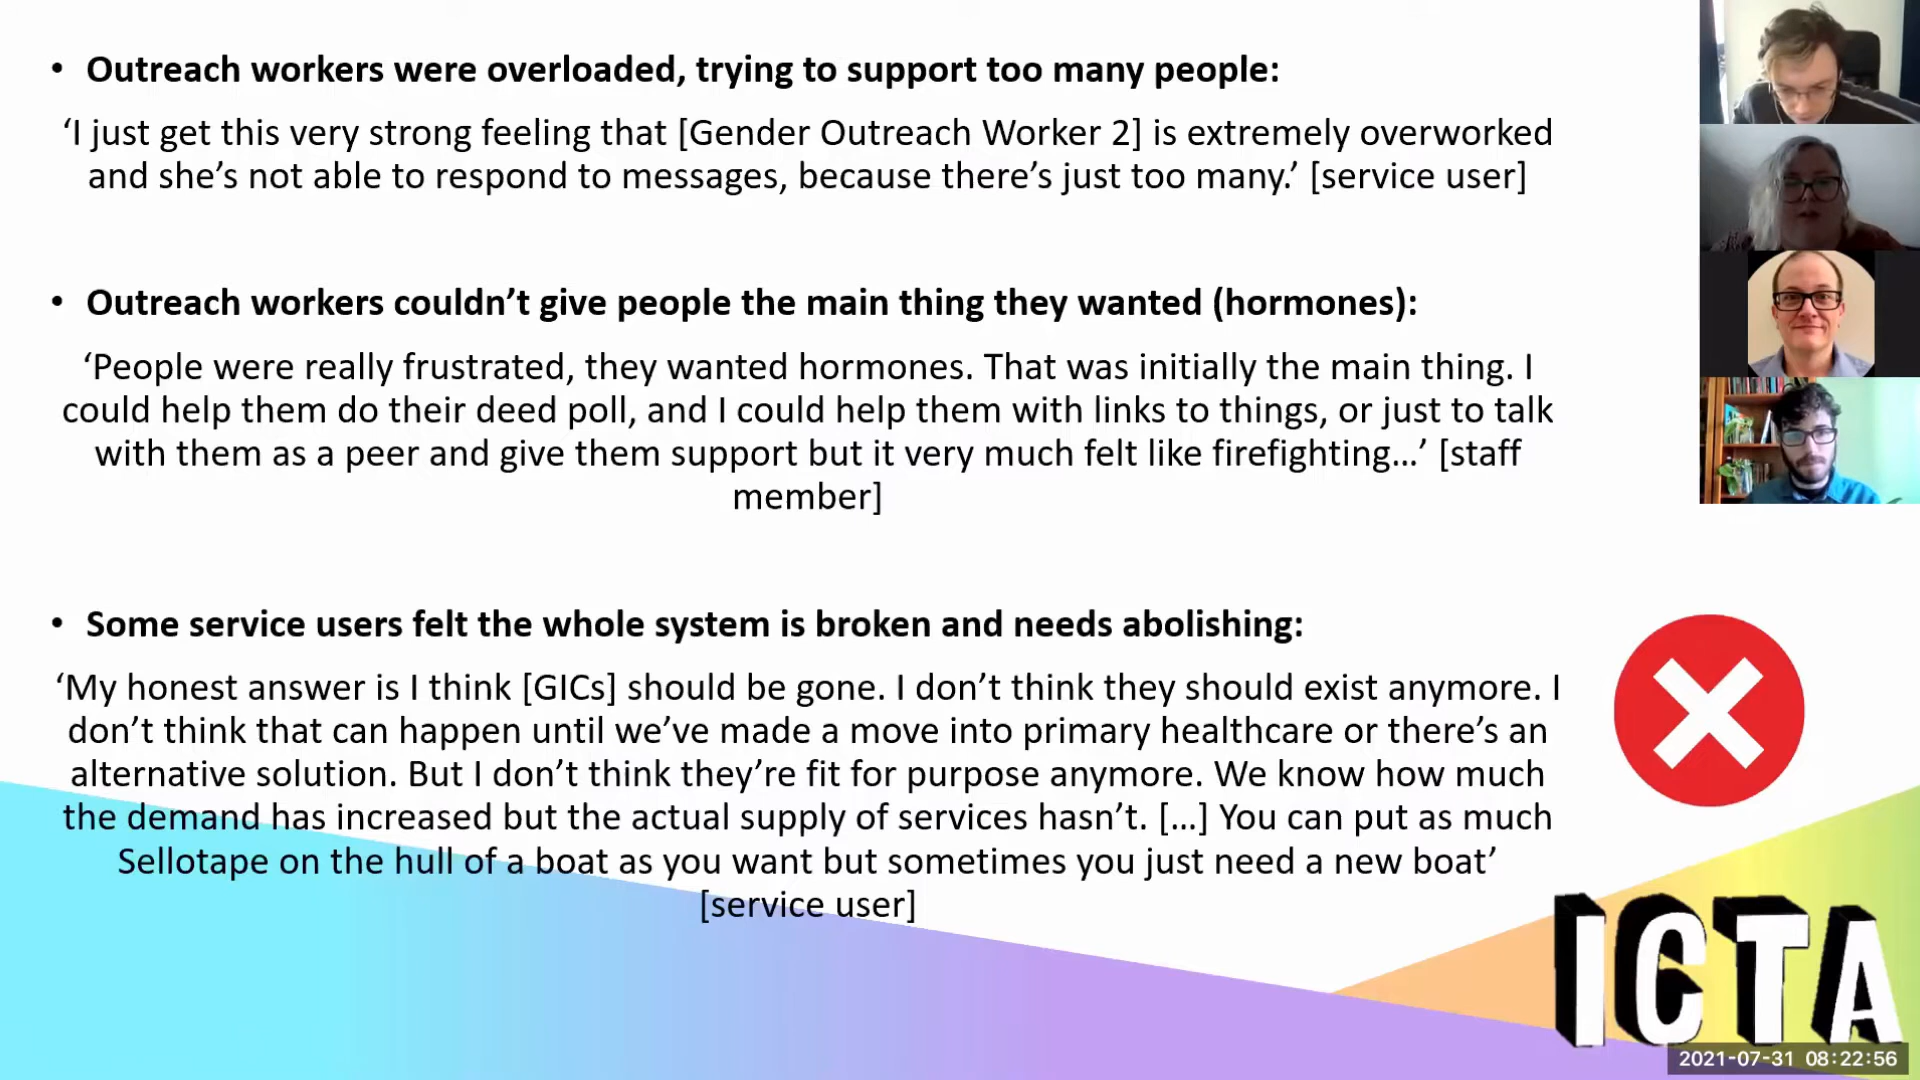 • Outreach workers were overloaded, trying to support too many people:
‘I just get this very strong feeling that [Gender Outreach Worker 2] is extremely overworked
and she’s not able to respond to messages, because there’s just too many.’ [service user]
• Outreach workers couldn’t give people the main thing they wanted (hormones):
‘People were really frustrated, they wanted hormones. That was initially the main thing. I
could help them do their deed poll, and I could help them with links to things, or just to talk
with them as a peer and give them support but it very much felt like firefighting…’ [staff
member]
• Some service users felt the whole system is broken and needs abolishing:
‘My honest answer is I think [GICs] should be gone. I don’t think they should exist anymore. I
don’t think that can happen until we’ve made a move into primary healthcare or there’s an
alternative solution. But I don’t think they’re fit for purpose anymore. We know how much
the demand has increased but the actual supply of services hasn’t. […] You can put as much
Sellotape on the hull of a boat as you want but sometimes you just need a new boat’
[service user]
ICTA
2021-07-31 08:22:56